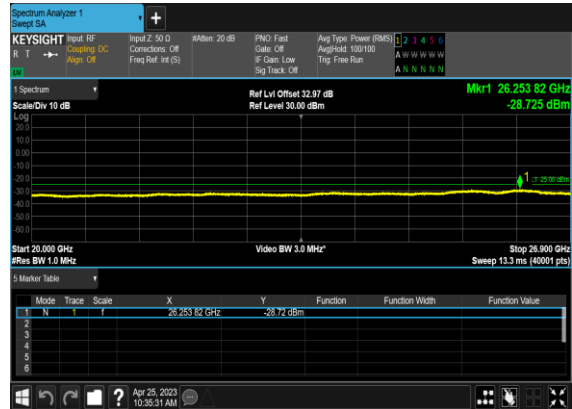 Spectrum Analyzer 1
Swept SA
KEYSIGHT
R T
Input: RF
Coupling: DC
Align: Off
Input Z: 50 Ω
Corrections: Off
Freq Ref: Int (S)
#Atten: 20 dB
PNO: Fast
Gate: Off
IF Gain: Low
Sig Track: Off
Avg Type: Power (RMS)
Avg|Hold: 100/100
Trig: Free Run
1 2 3 4 5 6
A W W W W W
A N N N N N
1 Spectrum
Scale/Div 10 dB
Ref Lvl Offset 32.97 dB
Ref Level 30.00 dBm
Mkr1 26.253 82 GHz
-28.725 dBm
Log
20.0
10.0
0.00
-10.0
-20.0
-30.0
-40.0
-50.0
-60.0
1
Start 20.000 GHz
#Res BW 1.0 MHz
Video BW 3.0 MHz*
Stop 26.900 GHz
Sweep 13.3 ms (40001 pts)
5 Marker Table
Mode Trace Scale X Y Function Function Width Function Value
1 N 1 f 26.253 82 GHz -28.72 dBm
2
3
4
5
6
?
Apr 25, 2023
10:35:31 AM